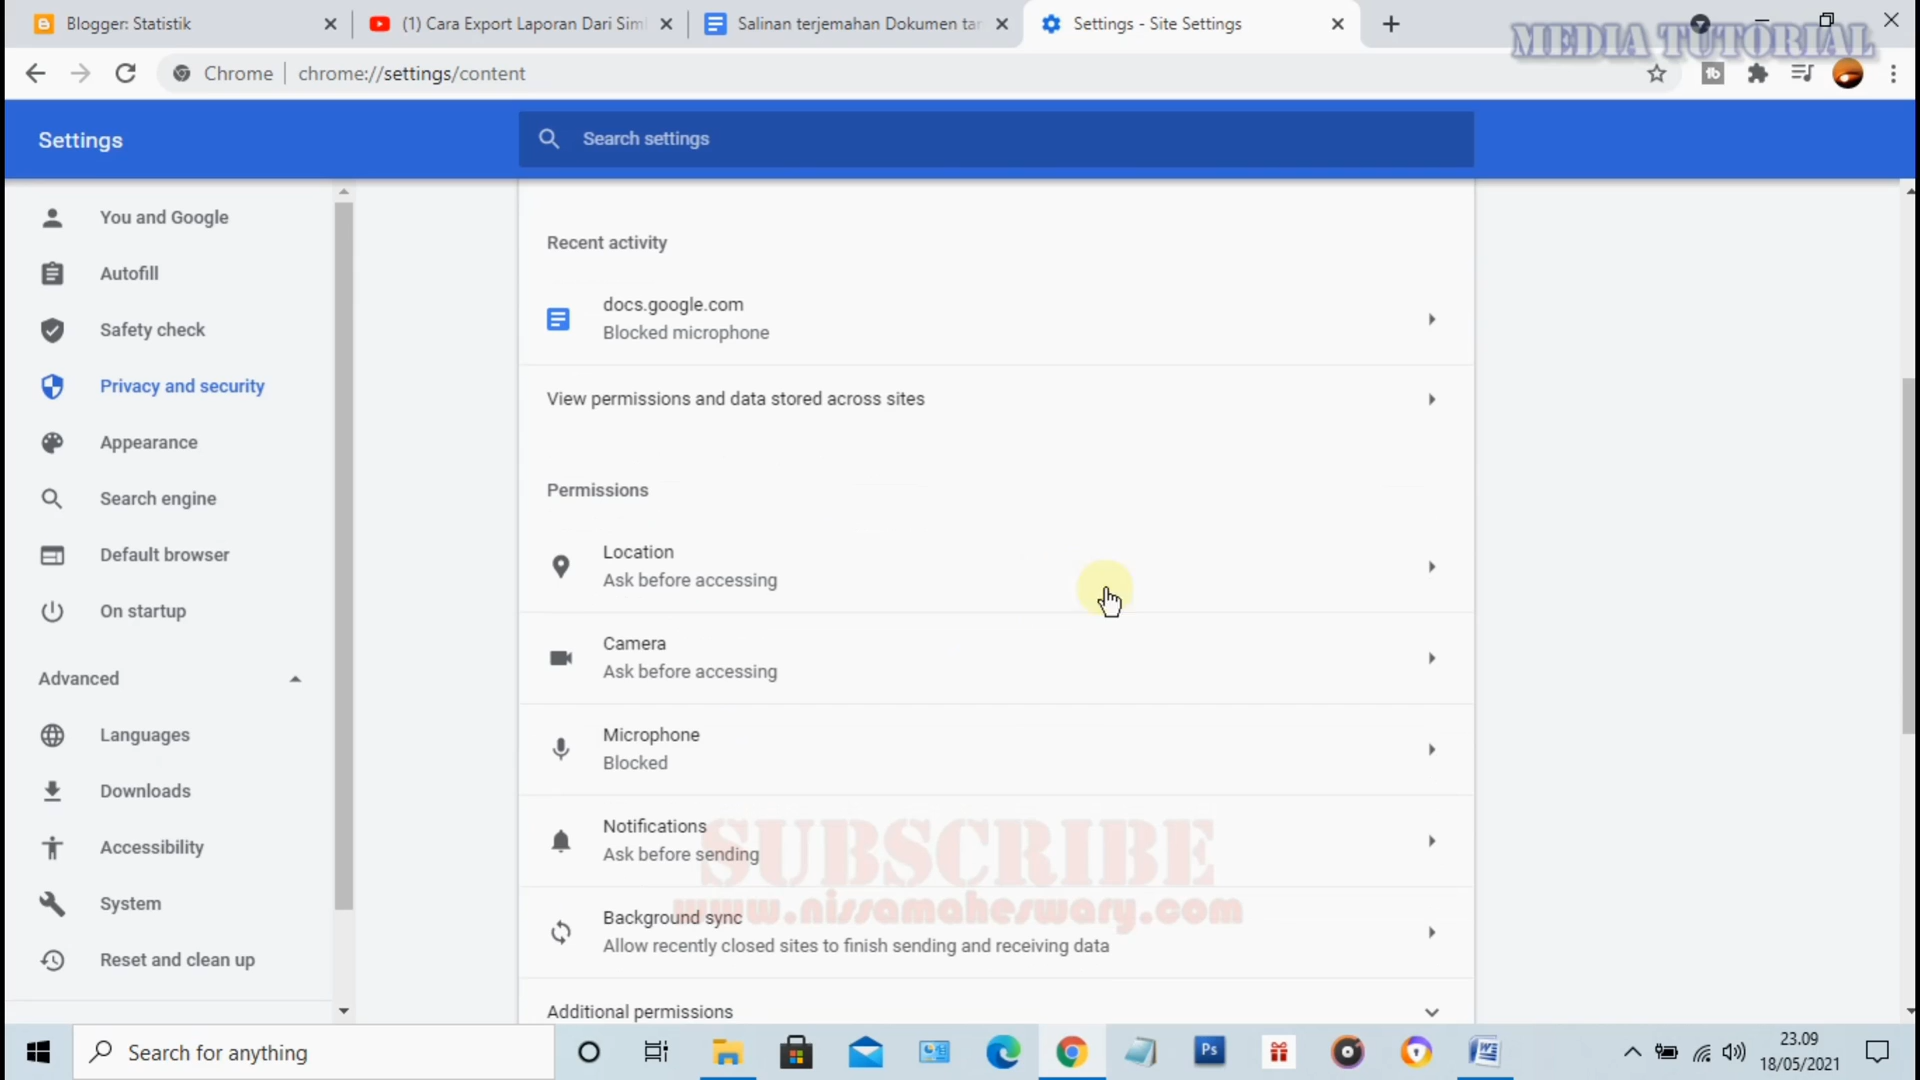 Blogger: Statistik
(1) Cara Export Laporan Dari Siml
Salinan terjemahan Dokumen tan
Settings - Site Settings
MEDIA TUTORIAL
Chrome
chrome://settings/content
Settings
Search settings
You and Google
Autofill
Safety check
Privacy and security
Appearance
Search engine
Default browser
On startup
Advanced
Languages
Downloads
Accessibility
System
Reset and clean up
Recent activity
docs.google.com
Blocked microphone
View permissions and data stored across sites
Permissions
Location
Ask before accessing
Camera
Ask before accessing
Microphone
Blocked
Notifications
Ask before sending
SUBSCRIBE
www.nissamaheswary.com
Background sync
Allow recently closed sites to finish sending and receiving data
Additional permissions
Search for anything
Ps
23.09
18/05/2021